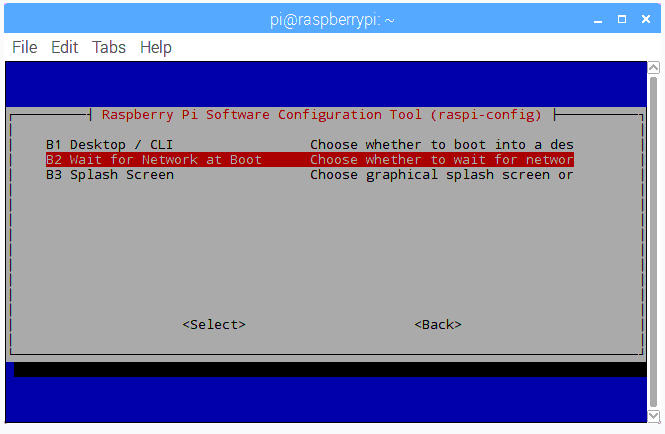 pi@raspberrypi: ~
File Edit Tabs Help
Raspberry Pi Software Configuration Tool (raspi-config)
B1 Desktop / CLI Choose whether to boot into a des
B2 Wait for Network at Boot Choose whether to wait for networ
B3 Splash Screen Choose graphical splash screen or
<Select> <Back>